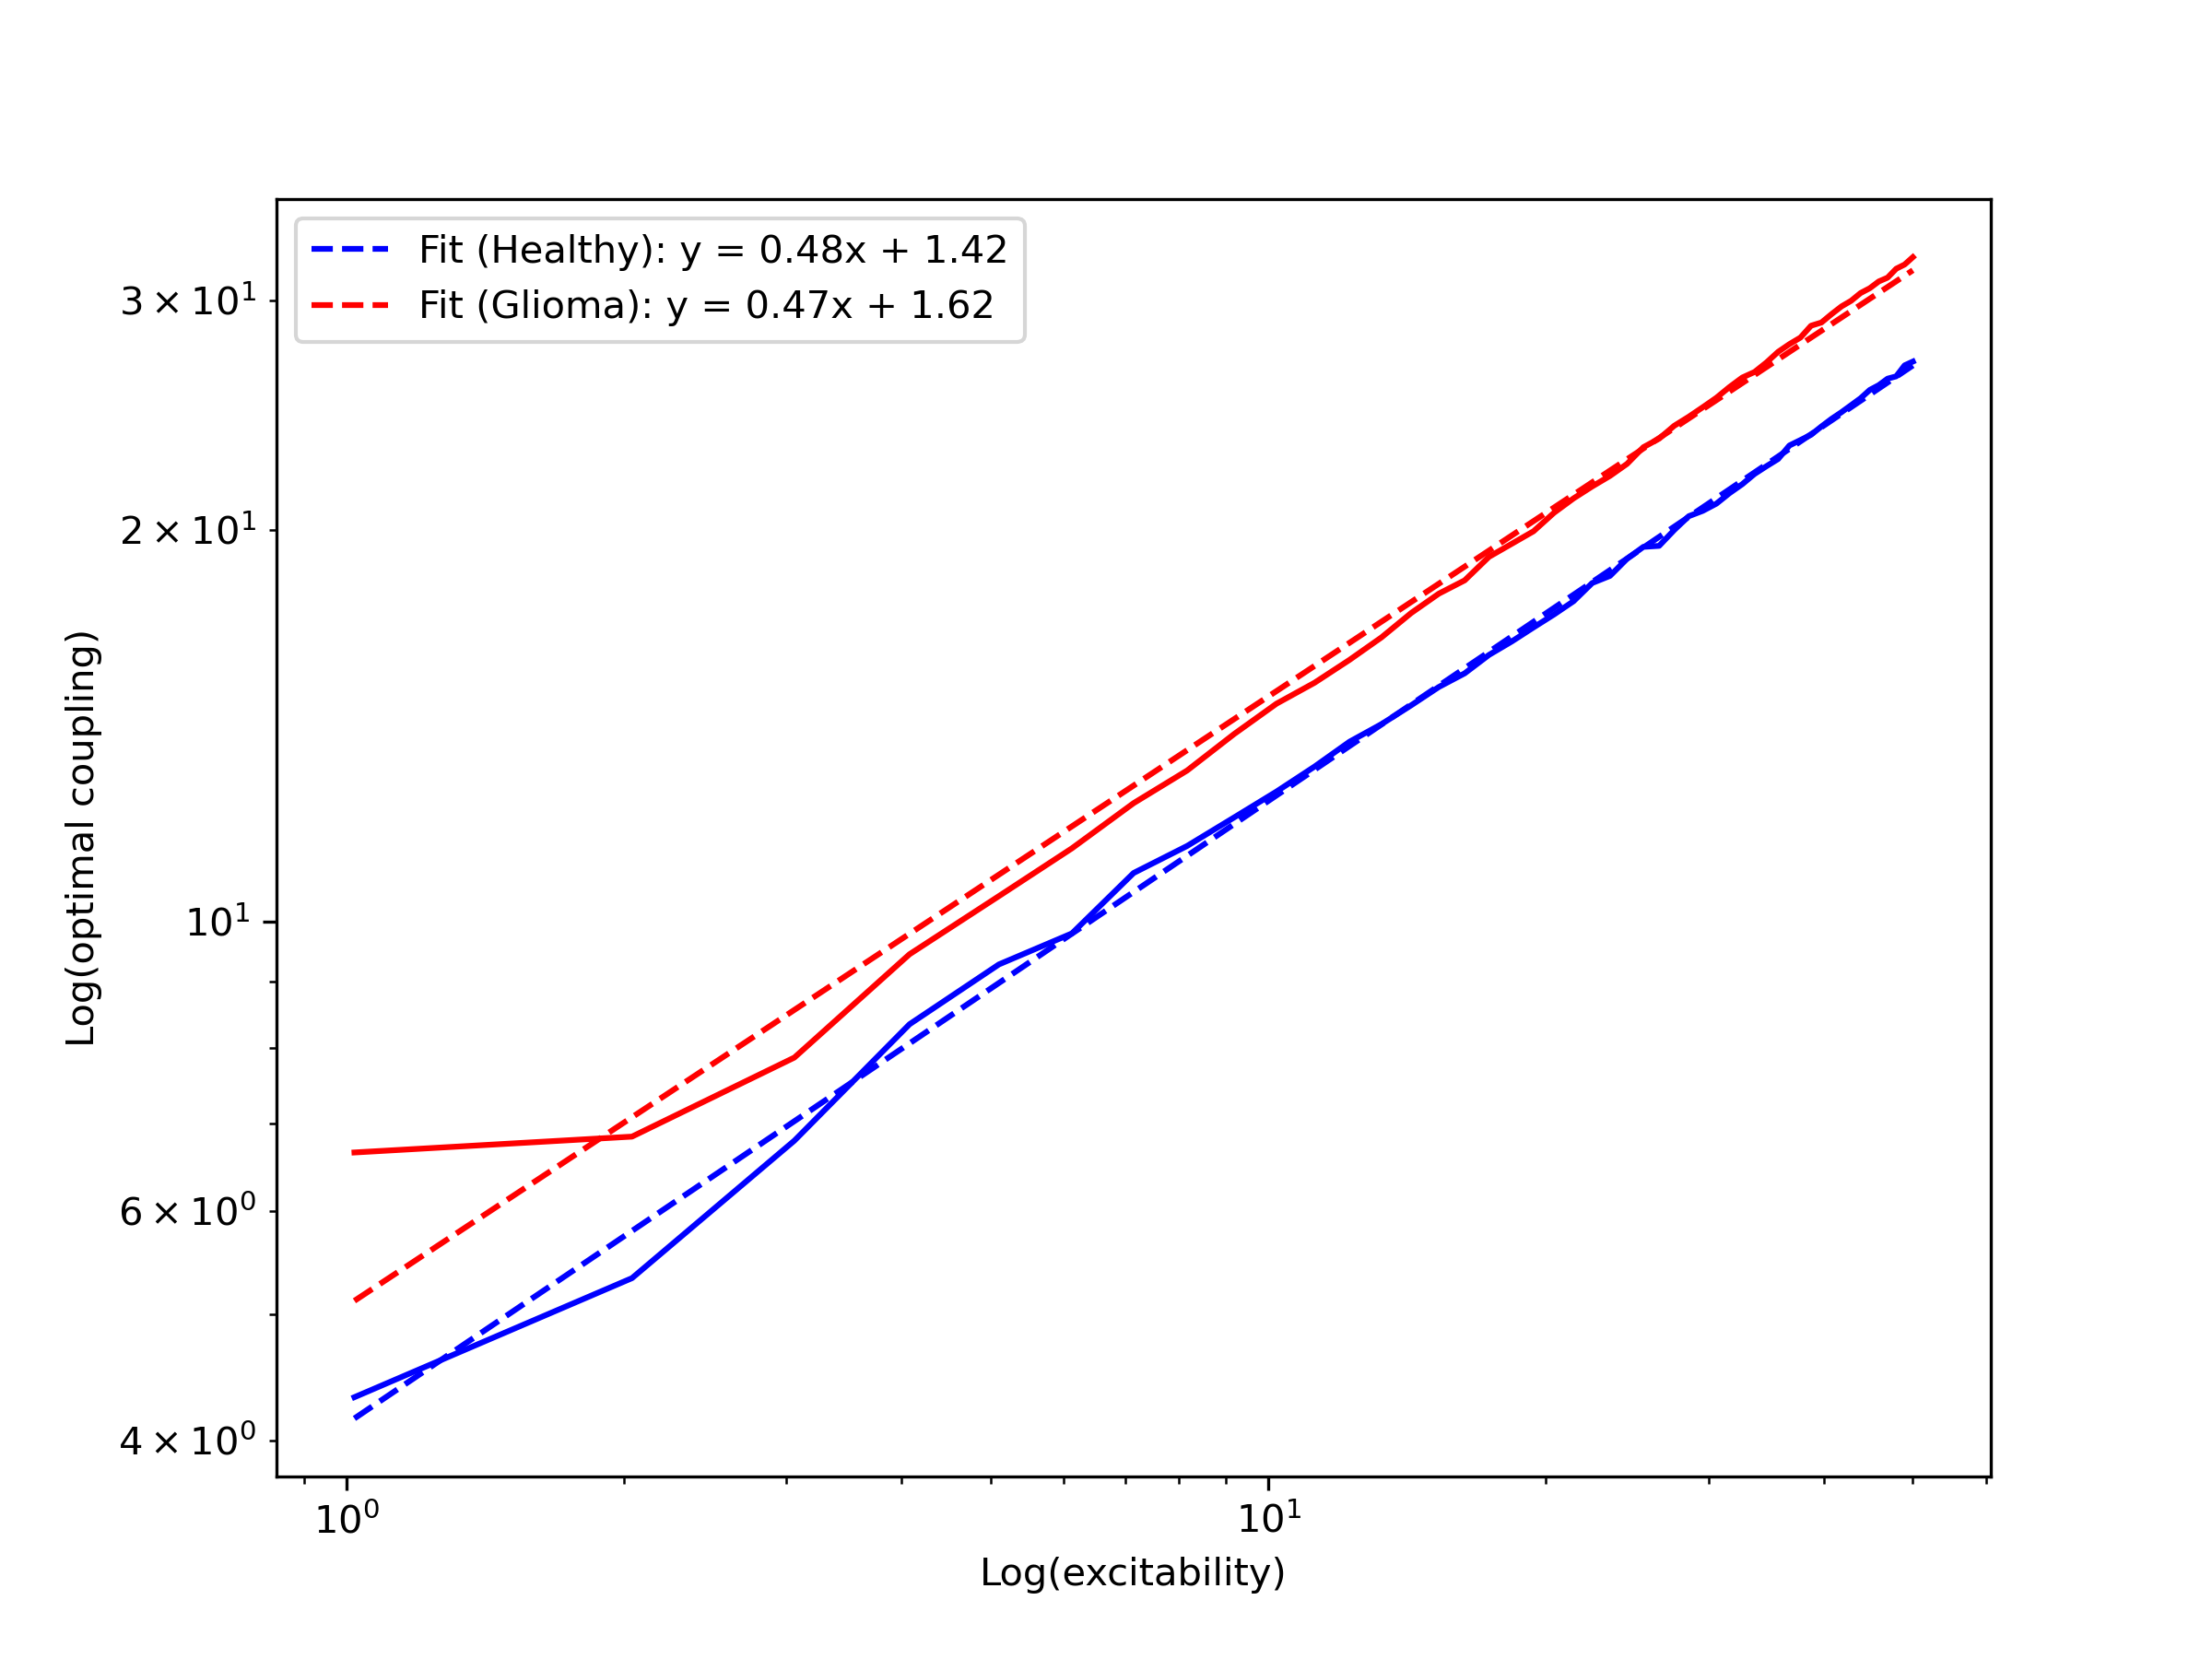 Fit (Healthy): y = 0.48x + 1.42
Fit (Glioma): y = 0.47x + 1.62
3 × 10¹
2 × 10¹
10¹
6 × 10⁰
4 × 10⁰
Log(optimal coupling)
10⁰ 10¹
Log(excitability)